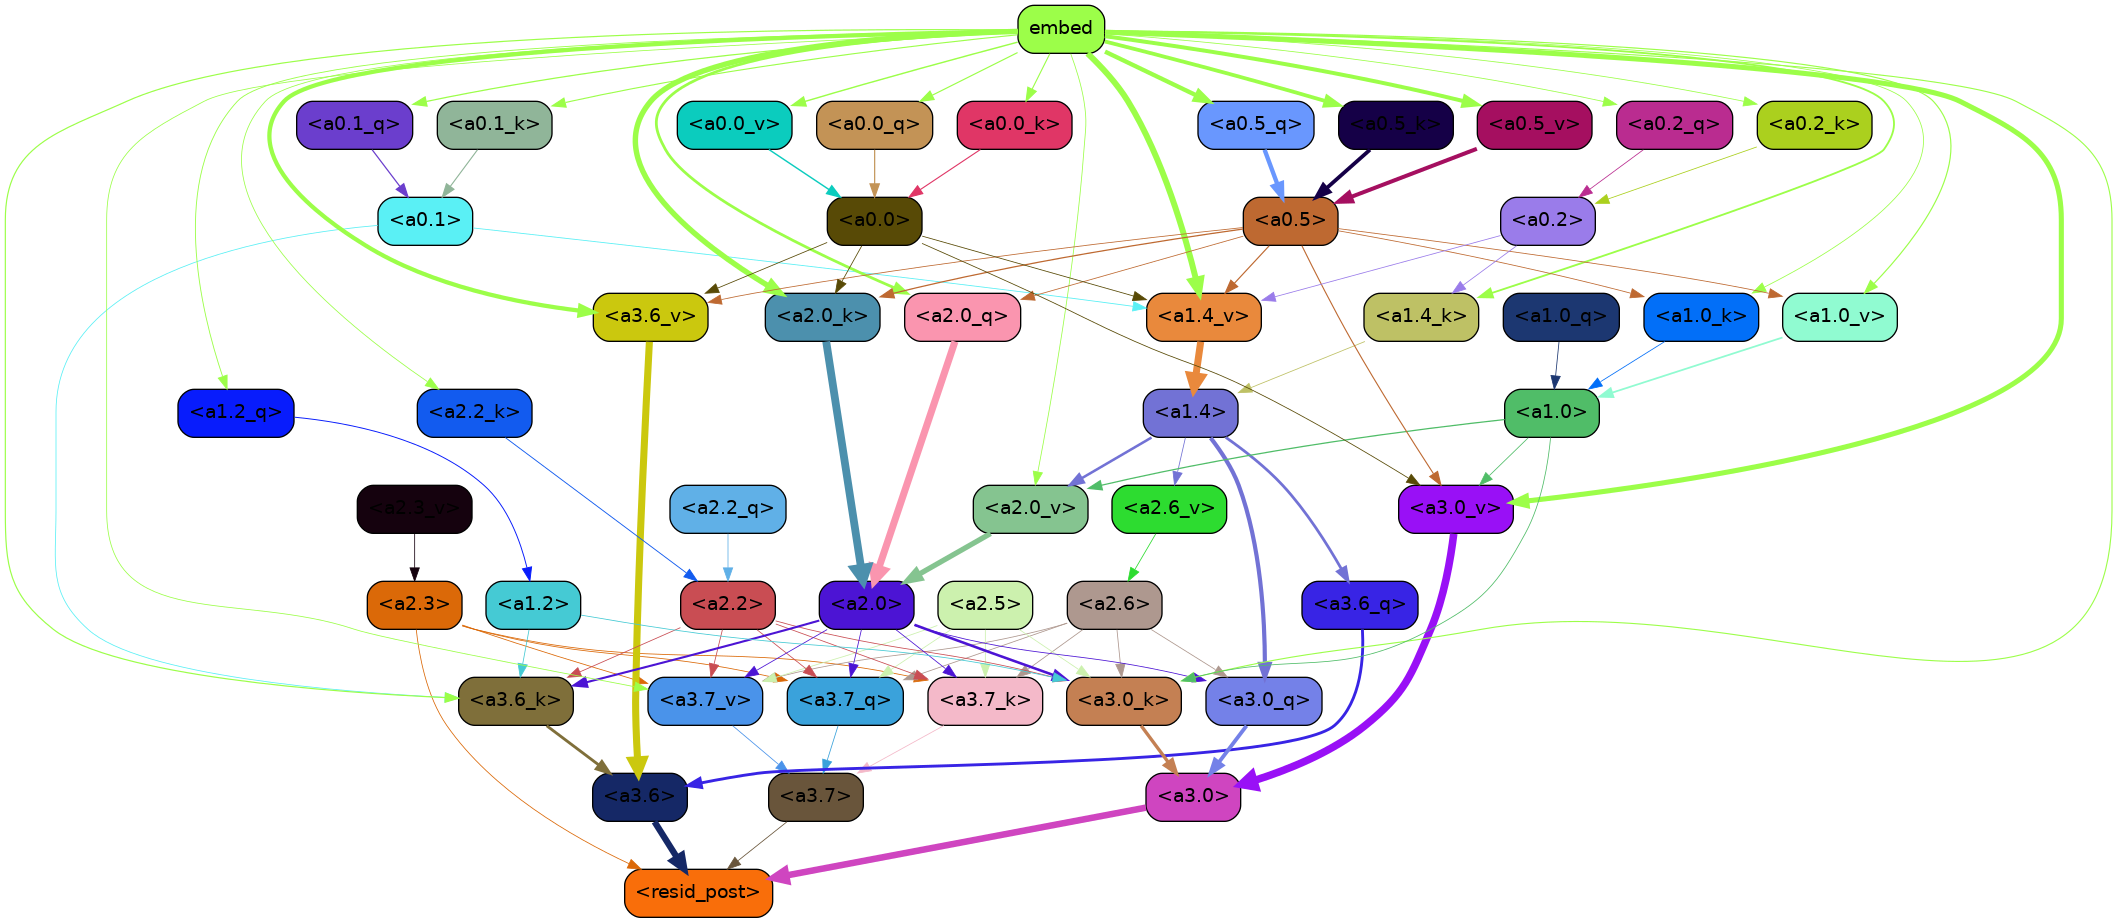 embed
<a0.1_q>
<a0.1_k>
<a0.0_v>
<a0.0_q>
<a0.0_k>
<a0.5_q>
<a0.5_k>
<a0.5_v>
<a0.2_q>
<a0.2_k>
<a0.1>
<a0.0>
<a0.5>
<a0.2>
<a3.6_v>
<a2.0_k>
<a2.0_q>
<a1.4_v>
<a1.4_k>
<a1.0_q>
<a1.0_k>
<a1.0_v>
<a1.2_q>
<a2.2_k>
<a1.4>
<a1.0>
<a2.3_v>
<a2.2_q>
<a2.0_v>
<a2.6_v>
<a3.0_v>
<a2.3>
<a1.2>
<a2.2>
<a2.0>
<a2.5>
<a2.6>
<a3.6_q>
<a3.6_k>
<a3.7_v>
<a3.7_q>
<a3.7_k>
<a3.0_k>
<a3.0_q>
<a3.6>
<a3.7>
<a3.0>
<resid_post>